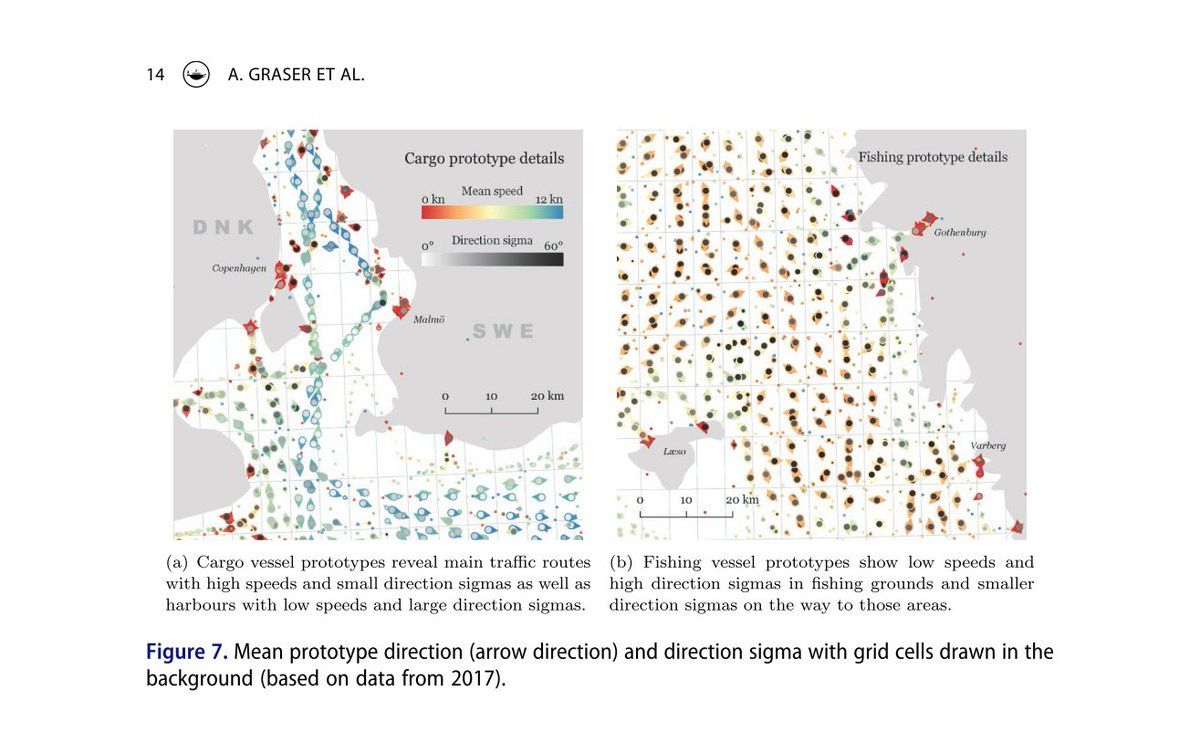 14 A. GRASER ET AL.
Cargo prototype details
Mean speed
0 kn 12 kn
Direction sigma
0° 60°
DNK
Copenhagen
Malmö
SWE
0 10 20 km
Fishing prototype details
Gothenburg
Varberg
Læsø
0 10 20 km
(a) Cargo vessel prototypes reveal main traffic routes
with high speeds and small direction sigmas as well as
harbours with low speeds and large direction sigmas.
(b) Fishing vessel prototypes show low speeds and
high direction sigmas in fishing grounds and smaller
direction sigmas on the way to those areas.
Figure 7. Mean prototype direction (arrow direction) and direction sigma with grid cells drawn in the
background (based on data from 2017).